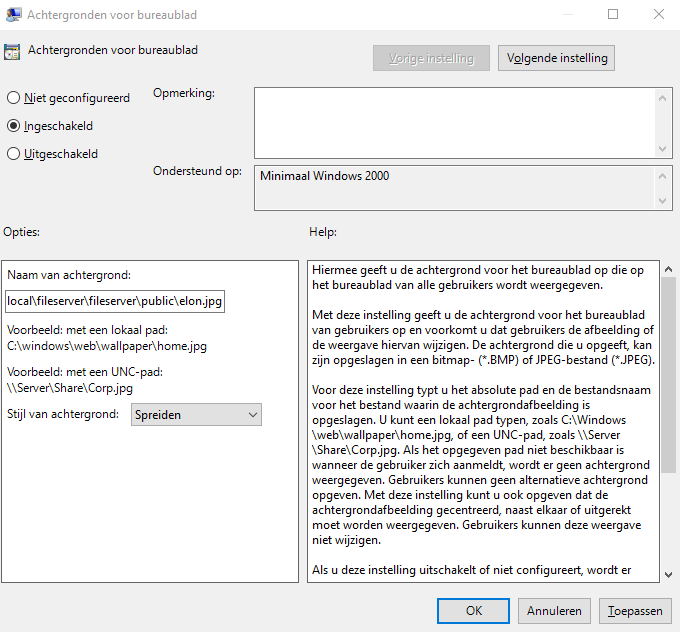 Achtergronden voor bureaublad
Achtergronden voor bureaublad
Vorige instelling
Volgende instelling
Niet geconfigureerd
Ingeschakeld
Uitgeschakeld
Opmerking:
Ondersteund op:
Minimaal Windows 2000
Opties:
Help:
Naam van achtergrond:
local\fileserver\fileserver\public\elon.jpg
Voorbeeld: met een lokaal pad:
C:\windows\web\wallpaper\home.jpg
Voorbeeld: met een UNC-pad:
\\Server\Share\Corp.jpg
Stijl van achtergrond:
Spreiden
Hiermee geeft u de achtergrond voor het bureaublad op die op
het bureaublad van alle gebruikers wordt weergegeven.
Met deze instelling geeft u de achtergrond voor het bureaublad
van gebruikers op en voorkomt u dat gebruikers de afbeelding of
de weergave hiervan wijzigen. De achtergrond die u opgeeft, kan
zijn opgeslagen in een bitmap- (*.BMP) of JPEG-bestand (*.JPEG).
Voor deze instelling typt u het absolute pad en de bestandsnaam
voor het bestand waarin de achtergrondafbeelding is
opgeslagen. U kunt een lokaal pad typen, zoals C:\Windows
\web\wallpaper\home.jpg, of een UNC-pad, zoals \\Server
\Share\Corp.jpg. Als het opgegeven pad niet beschikbaar is
wanneer de gebruiker zich aanmeldt, wordt er geen achtergrond
weergegeven. Gebruikers kunnen geen alternatieve achtergrond
opgeven. Met deze instelling kunt u ook opgeven dat de
achtergrondafbeelding gecentreerd, naast elkaar of uitgerekt
moet worden weergegeven. Gebruikers kunnen deze weergave
niet wijzigen.
Als u deze instelling uitschakelt of niet configureert, wordt er
OK
Annuleren
Toepassen